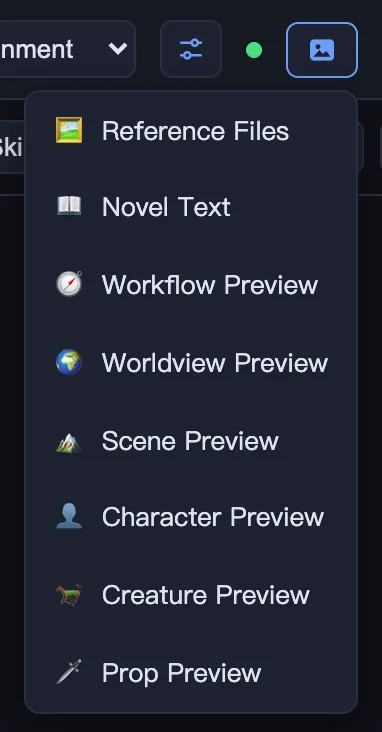 nment
Ski
Reference Files
Novel Text
Workflow Preview
Worldview Preview
Scene Preview
Character Preview
Creature Preview
Prop Preview